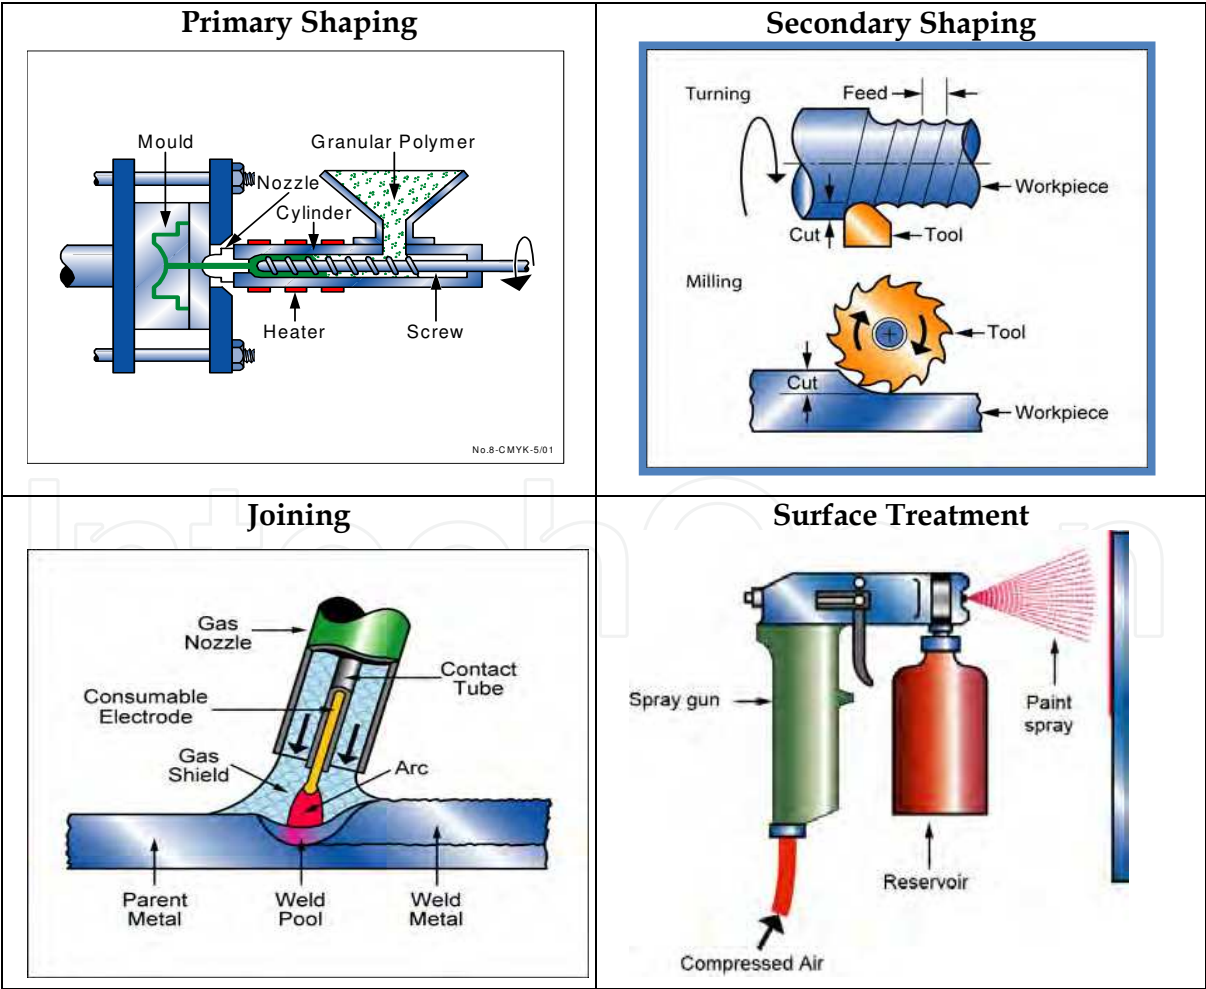 Primary Shaping
Mould
Granular Polymer
Nozzle
Cylinder
Heater
Screw
No.8-CMYK-5/01
Secondary Shaping
Turning
Feed
Workpiece
Cut
Tool
Milling
Tool
Cut
Workpiece
Joining
Gas
Nozzle
Contact
Tube
Consumable
Electrode
Gas
Shield
Arc
Parent
Metal
Weld
Pool
Weld
Metal
Surface Treatment
Spray gun
Paint
spray
Reservoir
Compressed Air
IntechOpen